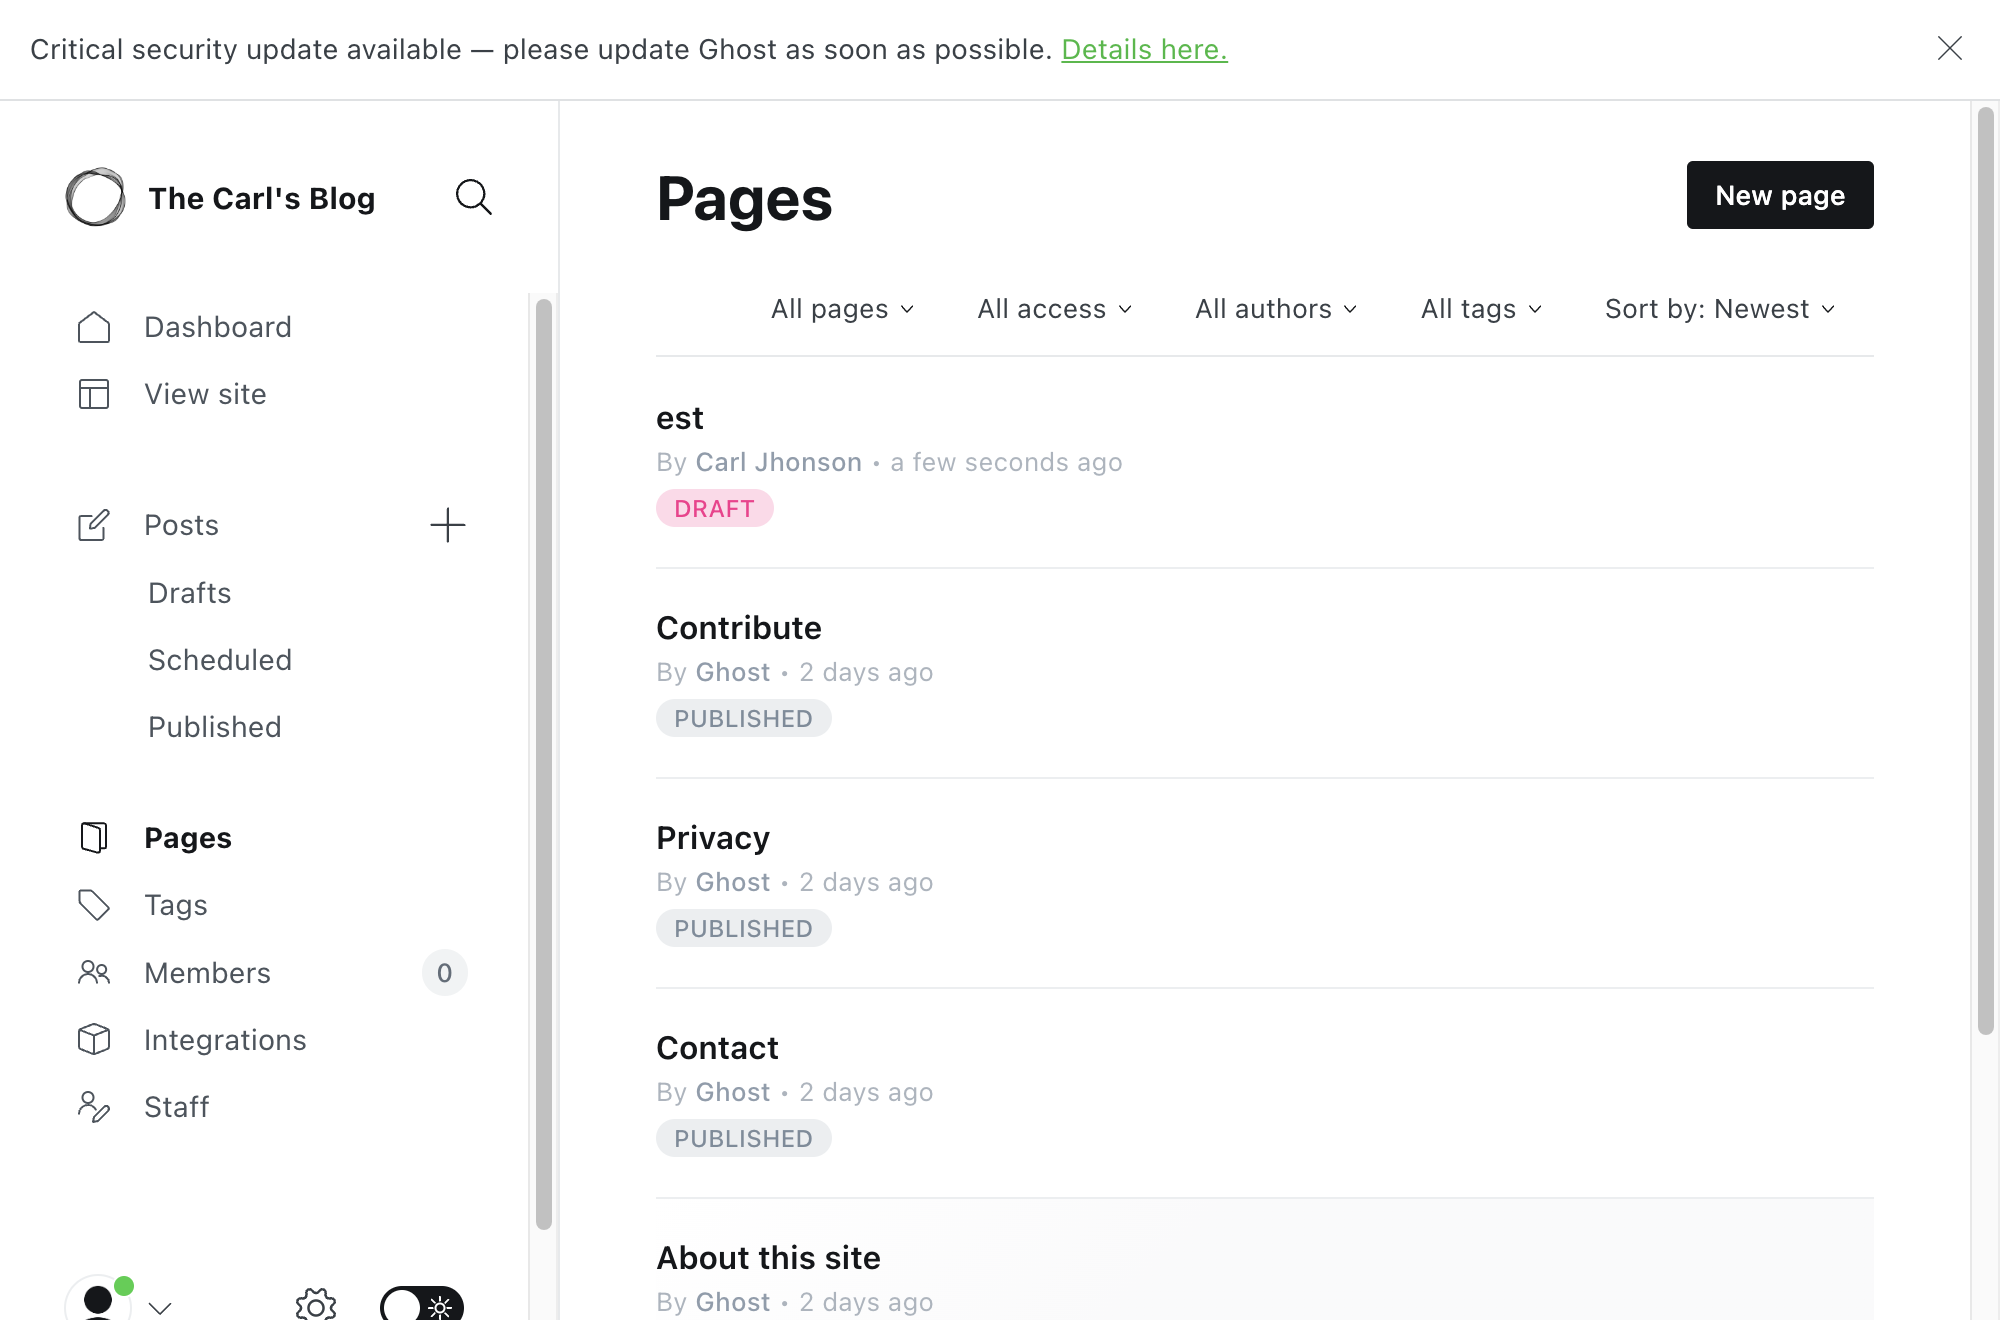 Critical security update available — please update Ghost as soon as possible. Details here.
The Carl's Blog
Dashboard
View site
Posts
Drafts
Scheduled
Published
Pages
Tags
Members 0
Integrations
Staff
Pages
New page
All pages All access All authors All tags Sort by: Newest
est
By Carl Jhonson • a few seconds ago
DRAFT
Contribute
By Ghost • 2 days ago
PUBLISHED
Privacy
By Ghost • 2 days ago
PUBLISHED
Contact
By Ghost • 2 days ago
PUBLISHED
About this site
By Ghost • 2 days ago